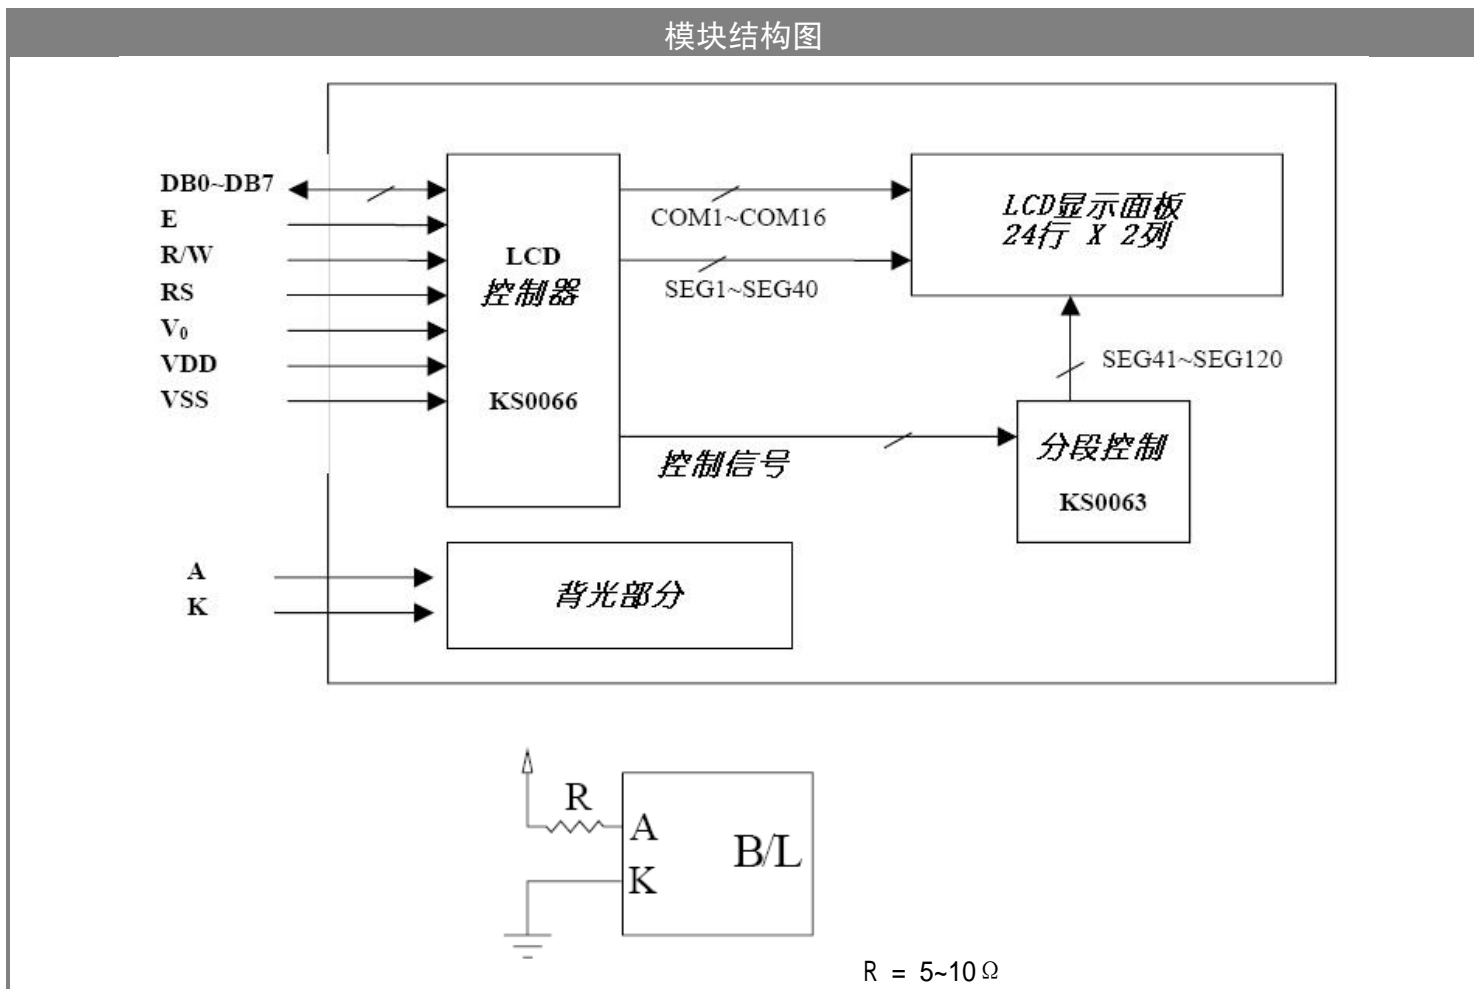 模块结构图
DB0~DB7
E
R/W
RS
V₀
VDD
VSS
LCD
控制器
KS0066
COM1~COM16
SEG1~SEG40
LCD显示面板
24行 X 2列
SEG41~SEG120
控制信号
分段控制
KS0063
A
K
背光部分
R
A
K
B/L
R = 5~10Ω